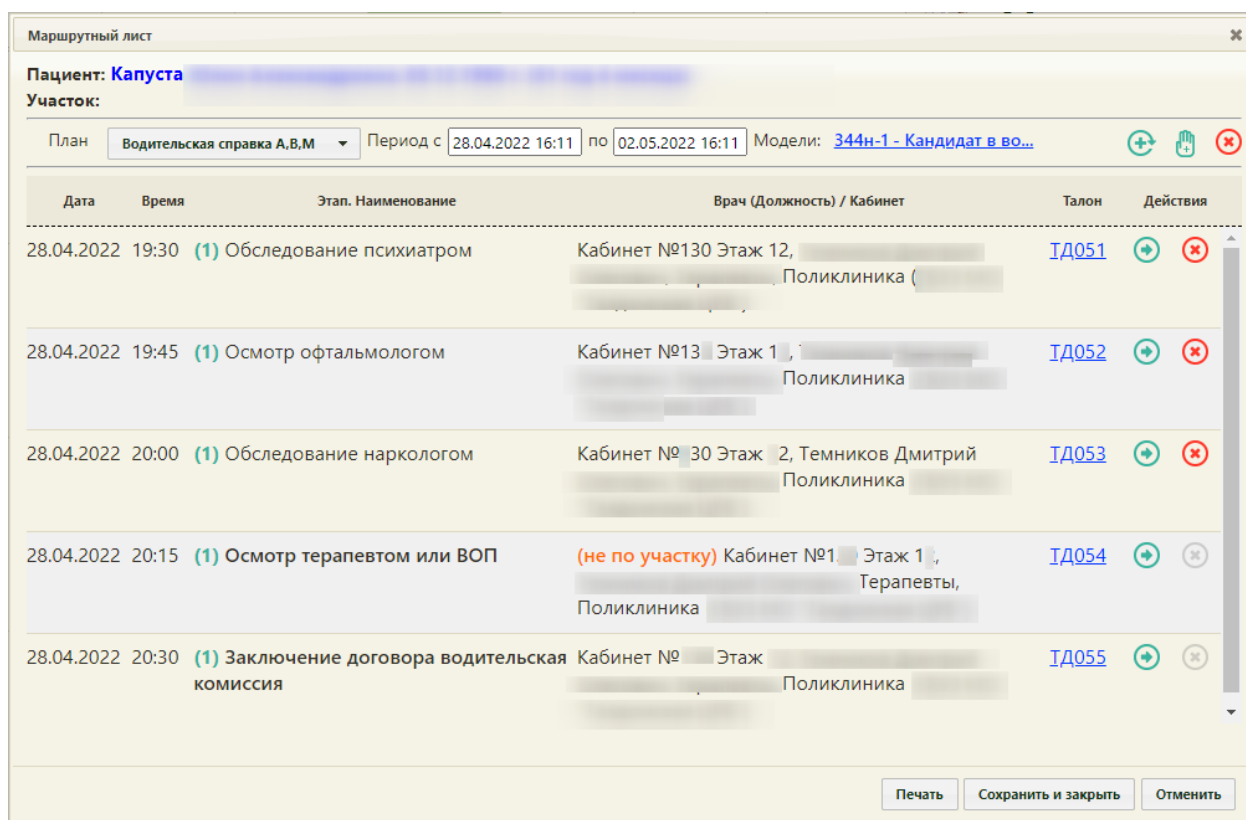 Маршрутный лист
Пациент: Капуста
Участок:
План Водительская справка А,В,М Период с 28.04.2022 16:11 по 02.05.2022 16:11 Модели: 344н-1 - Кандидат в во...
Дата Время Этап. Наименование Врач (Должность) / Кабинет Талон Действия
28.04.2022 19:30 (1) Обследование психиатром Кабинет №130 Этаж 12, ТД051
Поликлиника (
28.04.2022 19:45 (1) Осмотр офтальмологом Кабинет №13 Этаж 1 , ТД052
Поликлиника
28.04.2022 20:00 (1) Обследование наркологом Кабинет № 30 Этаж 2, Темников Дмитрий ТД053
Поликлиника
28.04.2022 20:15 (1) Осмотр терапевтом или ВОП (не по участку) Кабинет №1 Этаж 1 , ТД054
Терапевты,
Поликлиника
28.04.2022 20:30 (1) Заключение договора водительская Кабинет № Этаж ТД055
комиссия Поликлиника
Печать Сохранить и закрыть Отменить